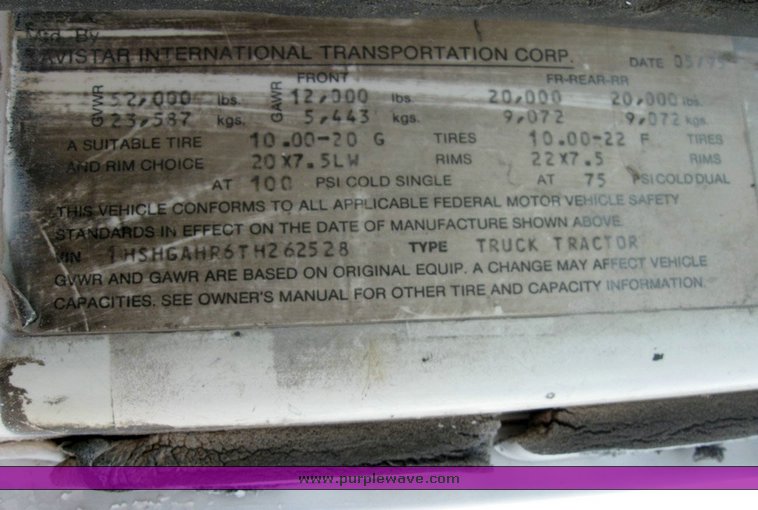 Mfd. By
NAVISTAR INTERNATIONAL TRANSPORTATION CORP. DATE 05/95
FRONT FR-REAR-RR
GVWR 52,000 lbs. GAWR 12,000 lbs. 20,000 20,000 lbs.
23,587 kgs. 5,443 kgs. 9,072 9,072 kgs.
A SUITABLE TIRE 10.00-20 G TIRES 10.00-22 F TIRES
AND RIM CHOICE 20X7.5LW RIMS 22X7.5 RIMS
AT 100 PSI COLD SINGLE AT 75 PSI COLD DUAL
THIS VEHICLE CONFORMS TO ALL APPLICABLE FEDERAL MOTOR VEHICLE SAFETY
STANDARDS IN EFFECT ON THE DATE OF MANUFACTURE SHOWN ABOVE.
VIN 1HSHGAHR6TH262528 TYPE TRUCK TRACTOR
GVWR AND GAWR ARE BASED ON ORIGINAL EQUIP. A CHANGE MAY AFFECT VEHICLE
CAPACITIES. SEE OWNER'S MANUAL FOR OTHER TIRE AND CAPACITY INFORMATION.
www.purplewave.com